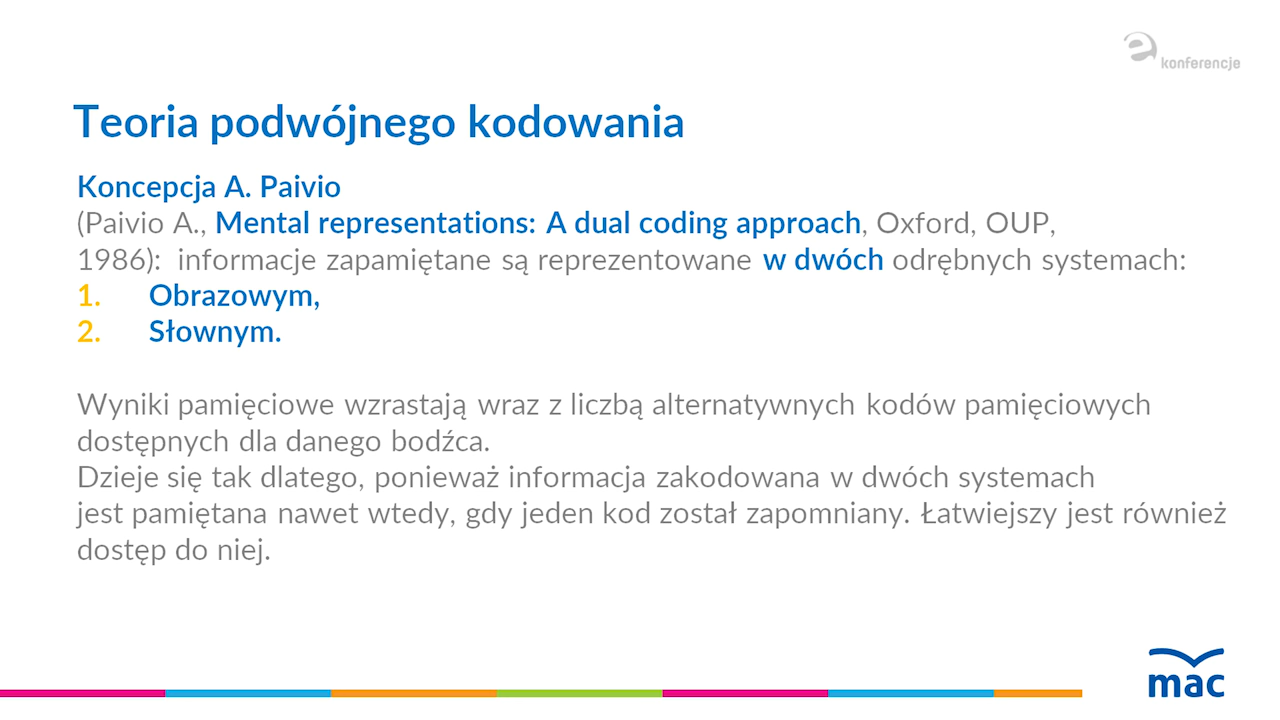 e konferencje
Teoria podwójnego kodowania
Koncepcja A. Paivio
(Paivio A., Mental representations: A dual coding approach, Oxford, OUP,
1986): informacje zapamiętane są reprezentowane w dwóch odrębnych systemach:
1. Obrazowym,
2. Słownym.
Wyniki pamięciowe wzrastają wraz z liczbą alternatywnych kodów pamięciowych
dostępnych dla danego bodźca.
Dzieje się tak dlatego, ponieważ informacja zakodowana w dwóch systemach
jest pamiętana nawet wtedy, gdy jeden kod został zapomniany. Łatwiejszy jest również
dostęp do niej.
mac